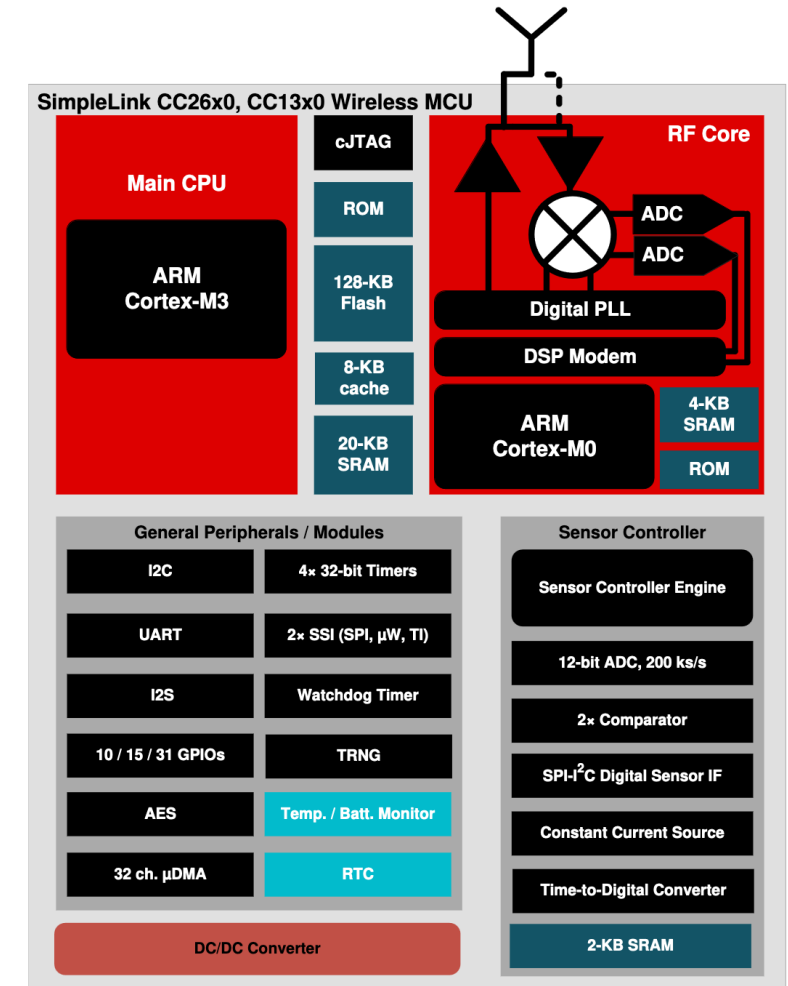 SimpleLink CC26x0, CC13x0 Wireless MCU
Main CPU
ARM
Cortex-M3
cJTAG
ROM
128-KB
Flash
8-KB
cache
20-KB
SRAM
RF Core
ADC
ADC
Digital PLL
DSP Modem
ARM
Cortex-M0
4-KB
SRAM
ROM
General Peripherals / Modules
I2C
4× 32-bit Timers
UART
2× SSI (SPI, µW, TI)
I2S
Watchdog Timer
10 / 15 / 31 GPIOs
TRNG
AES
Temp. / Batt. Monitor
32 ch. µDMA
RTC
DC/DC Converter
Sensor Controller
Sensor Controller Engine
12-bit ADC, 200 ks/s
2× Comparator
SPI-I²C Digital Sensor IF
Constant Current Source
Time-to-Digital Converter
2-KB SRAM